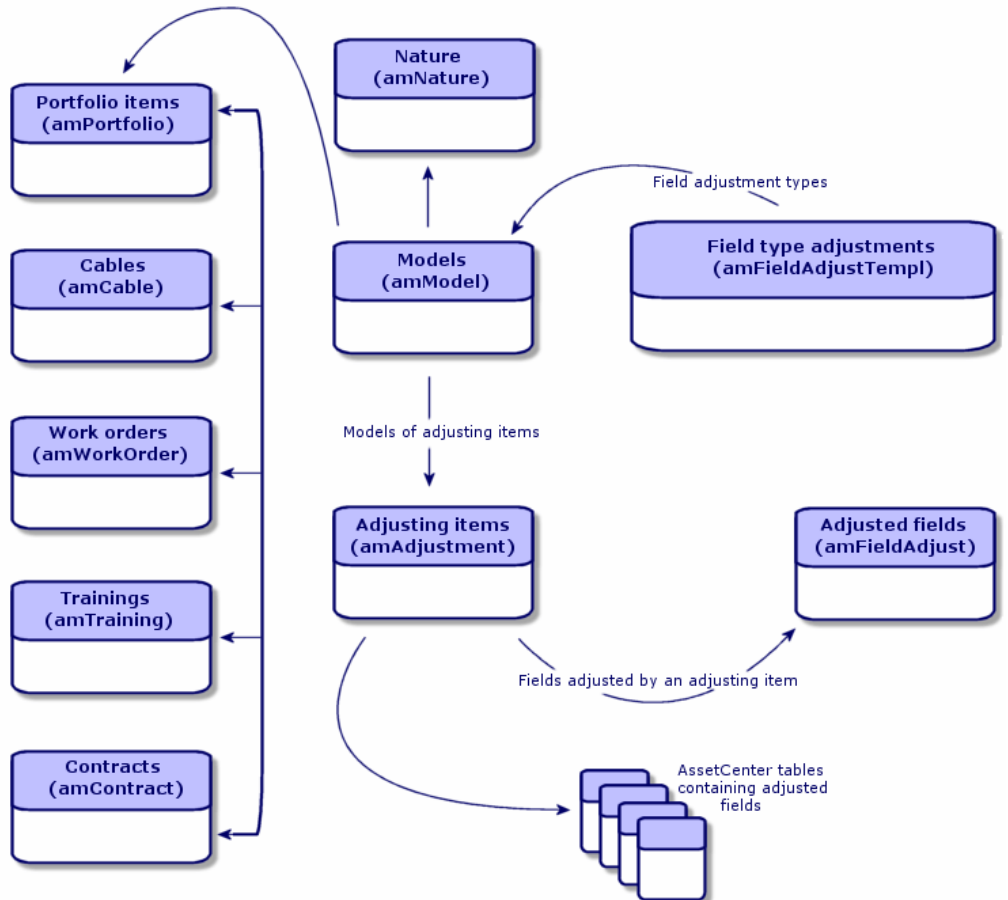 Nature
(amNature)
Portfolio items
(amPortfolio)
Field adjustment types
Field type adjustments
(amFieldAdjustTempl)
Cables
(amCable)
Models
(amModel)
Models of adjusting items
Work orders
(amWorkOrder)
Adjusting items
(amAdjustment)
Adjusted fields
(amFieldAdjust)
Trainings
(amTraining)
Fields adjusted by an adjusting item
Contracts
(amContract)
AssetCenter tables
containing adjusted
fields